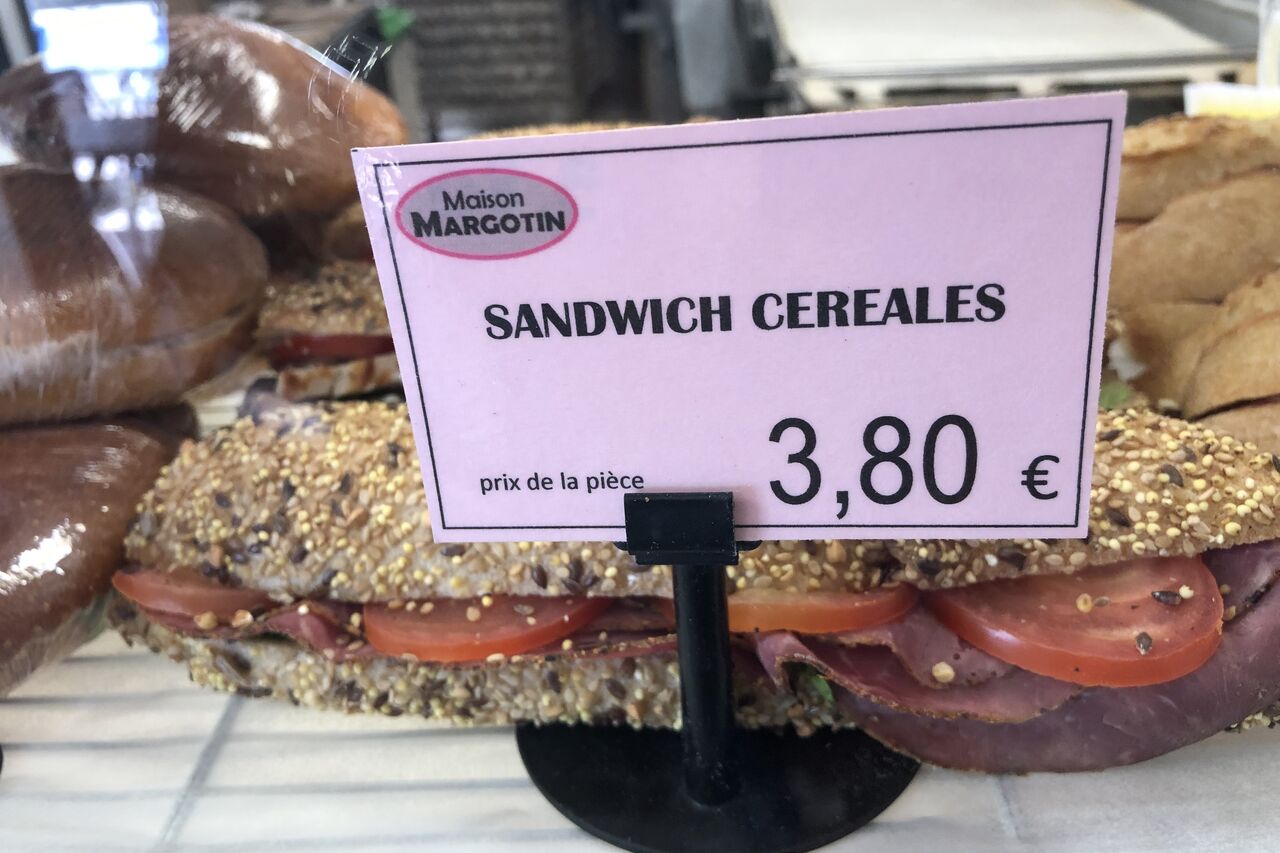 Maison
MARGOTIN
SANDWICH CEREALES
prix de la pièce
3,80 €